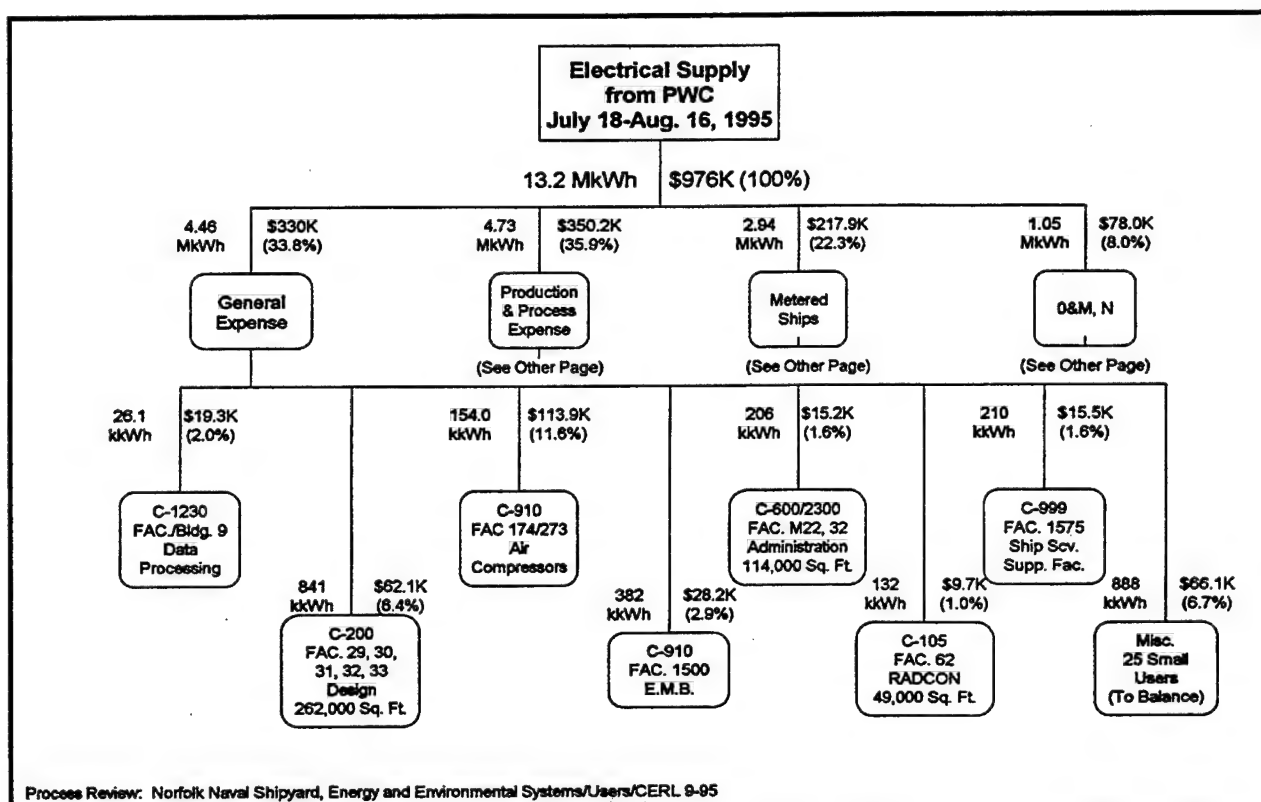 Electrical Supply
from PWC
July 18-Aug. 16, 1995
13.2 MkWh $976K (100%)
4.46 MkWh $330K (33.8%)
General
Expense
4.73 MkWh $350.2K (35.9%)
Production
& Process
Expense
(See Other Page)
2.94 MkWh $217.9K (22.3%)
Metered
Ships
(See Other Page)
1.05 MkWh $78.0K (8.0%)
0&M, N
(See Other Page)
26.1 kkWh $19.3K (2.0%)
C-1230
FAC./Bldg. 9
Data
Processing
841 kkWh $62.1K (6.4%)
C-200
FAC. 29, 30,
31, 32, 33
Design
262,000 Sq. Ft.
154.0 kkWh $113.9K (11.6%)
C-910
FAC 174/273
Air
Compressors
382 kkWh $28.2K (2.9%)
C-910
FAC. 1500
E.M.B.
206 kkWh $15.2K (1.6%)
C-600/2300
FAC. M22, 32
Administration
114,000 Sq. Ft.
132 kkWh $9.7K (1.0%)
C-105
FAC. 62
RADCON
49,000 Sq. Ft.
210 kkWh $15.5K (1.6%)
C-999
FAC. 1575
Ship Scv.
Supp. Fac.
888 kkWh $66.1K (6.7%)
Misc.
25 Small
Users
(To Balance)
Process Review: Norfolk Naval Shipyard, Energy and Environmental Systems/Users/CERL 9-95